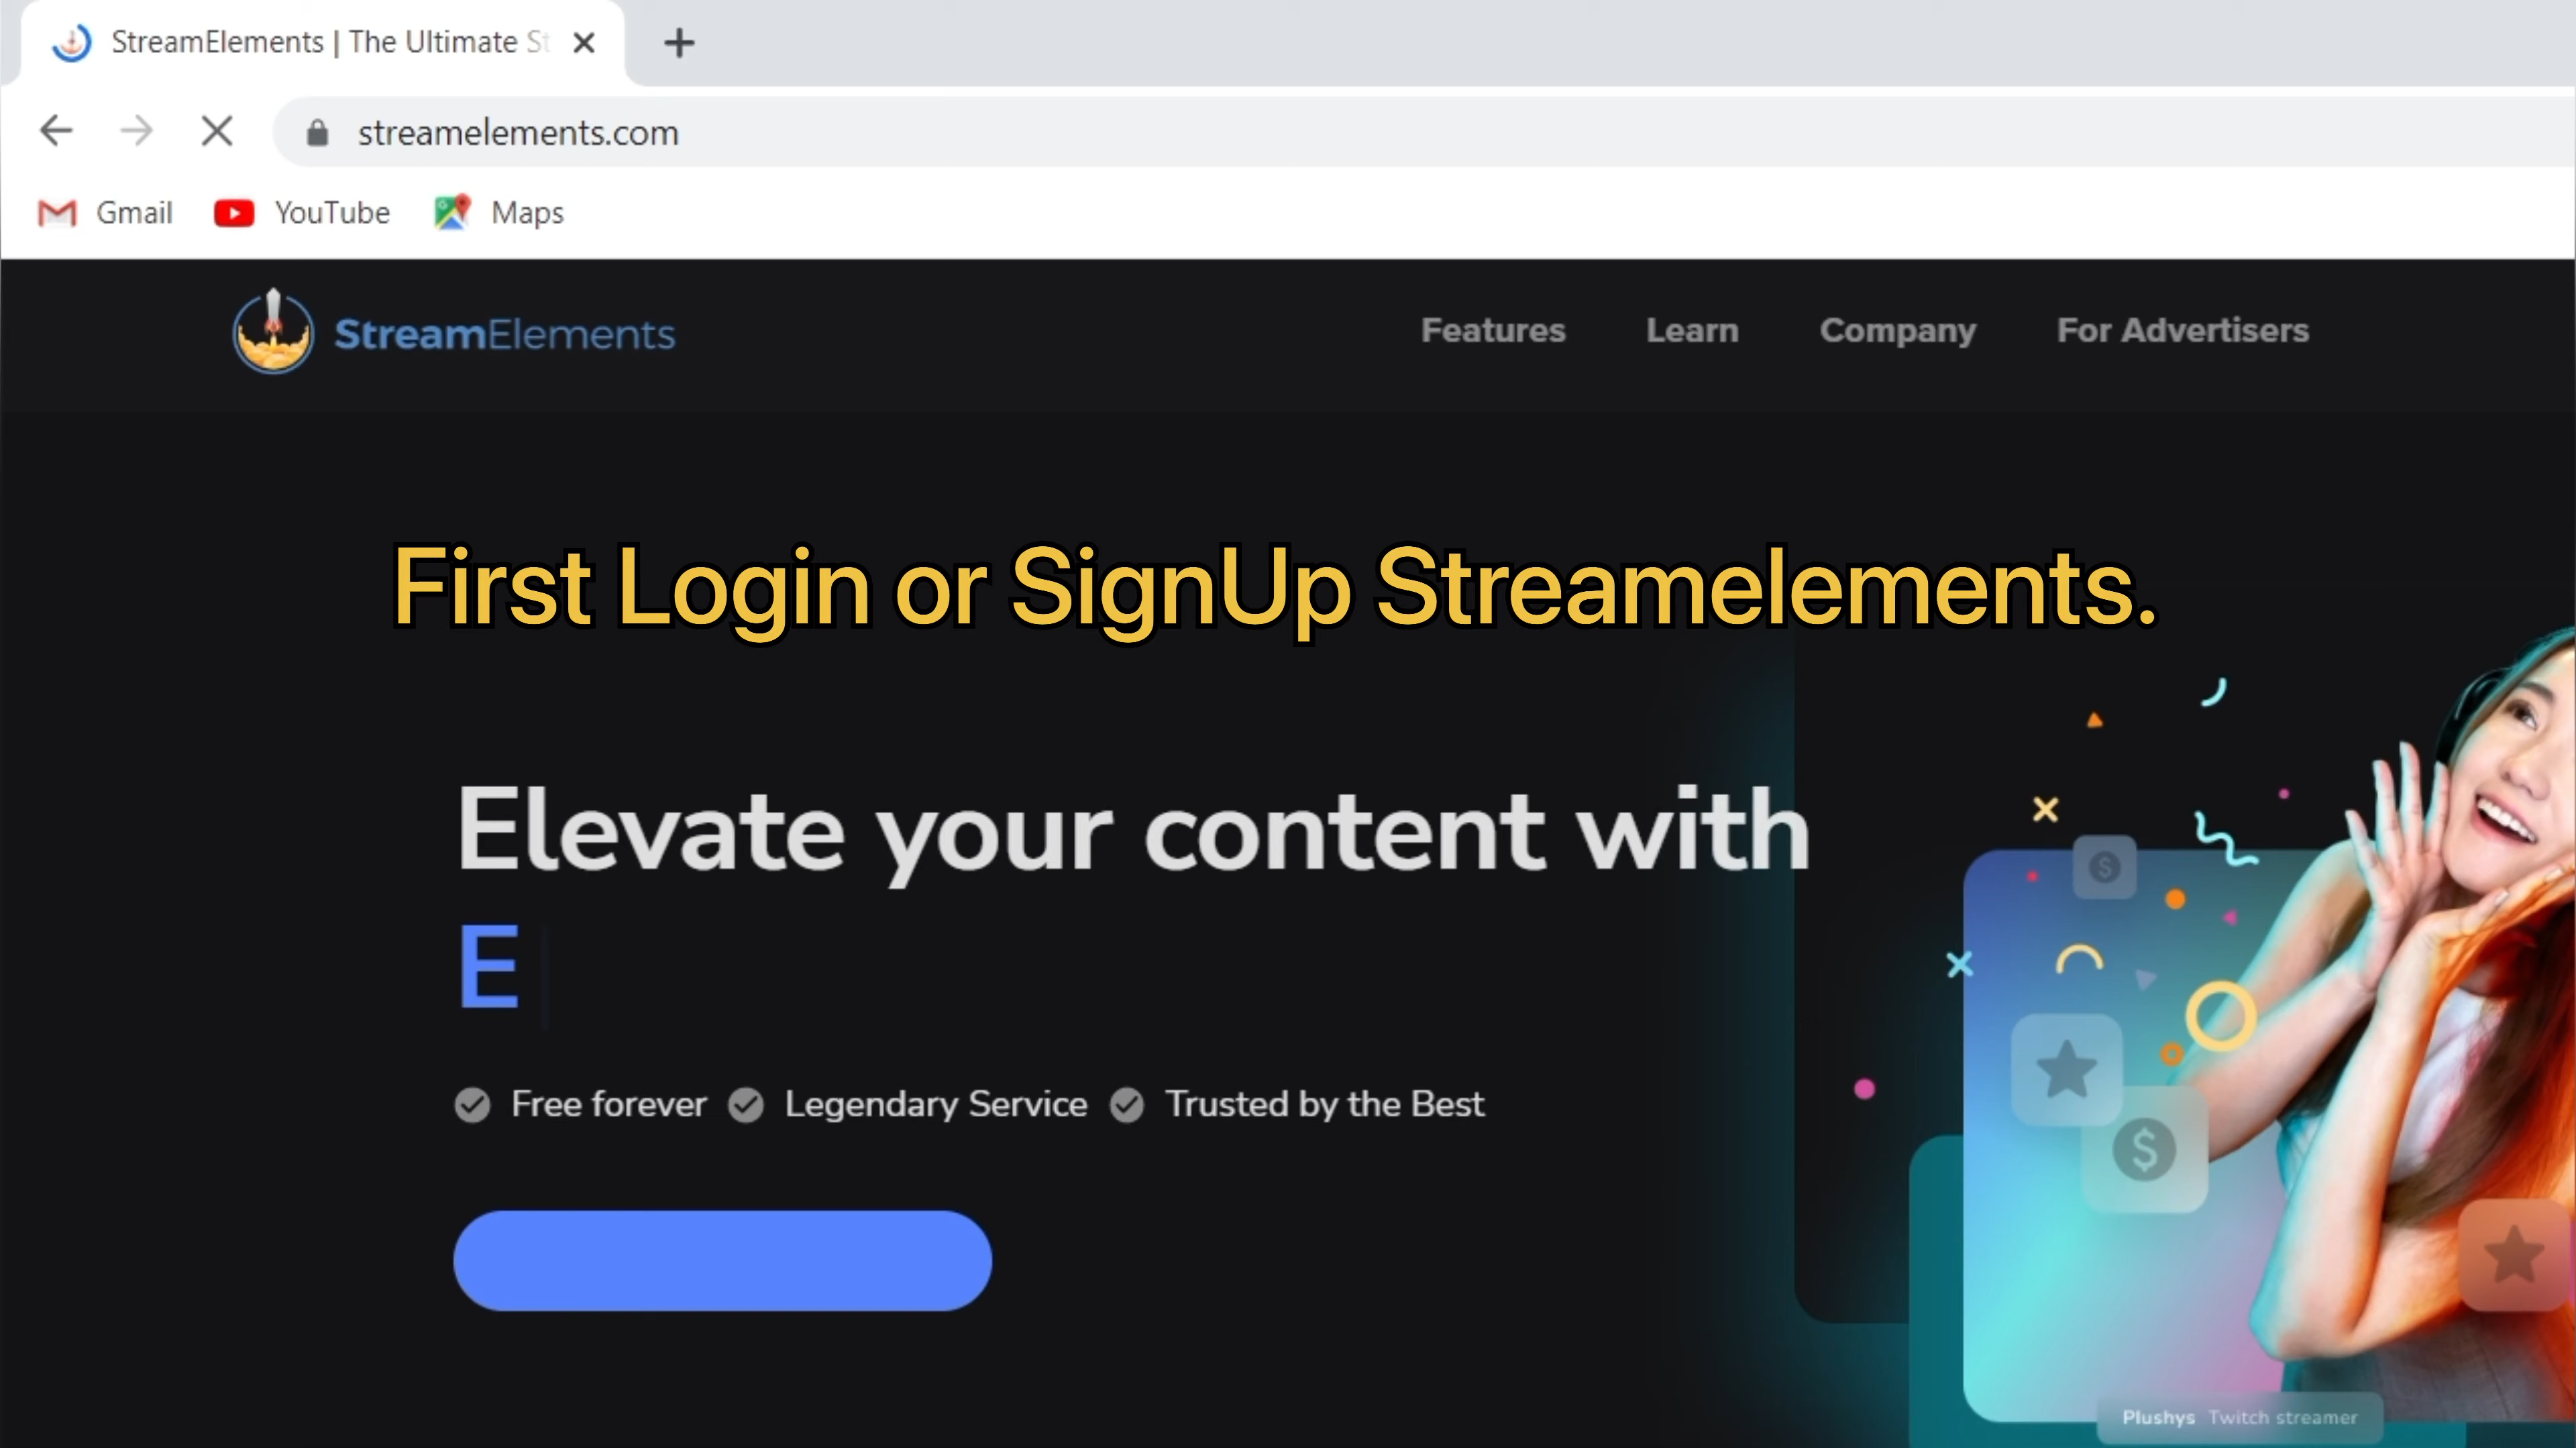 StreamElements | The Ultimate St
streamelements.com
Gmail YouTube Maps
StreamElements Features Learn Company For Advertisers
First Login or SignUp Streamelements.
Elevate your content with
E
Free forever Legendary Service Trusted by the Best
Plushys Twitch streamer